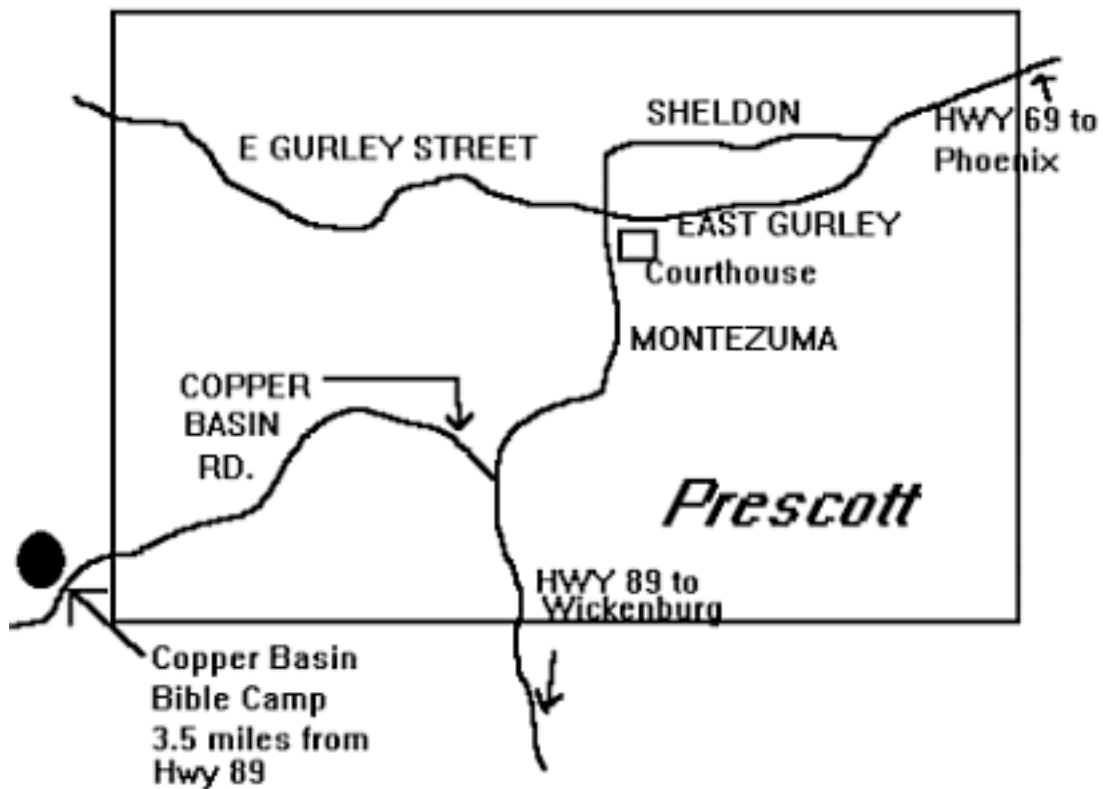 SHELDON
HWY 69 to
Phoenix
E GURLEY STREET
EAST GURLEY
Courthouse
MONTEZUMA
COPPER
BASIN
RD.
Prescott
HWY 89 to
Wickenburg
Copper Basin
Bible Camp
3.5 miles from
Hwy 89